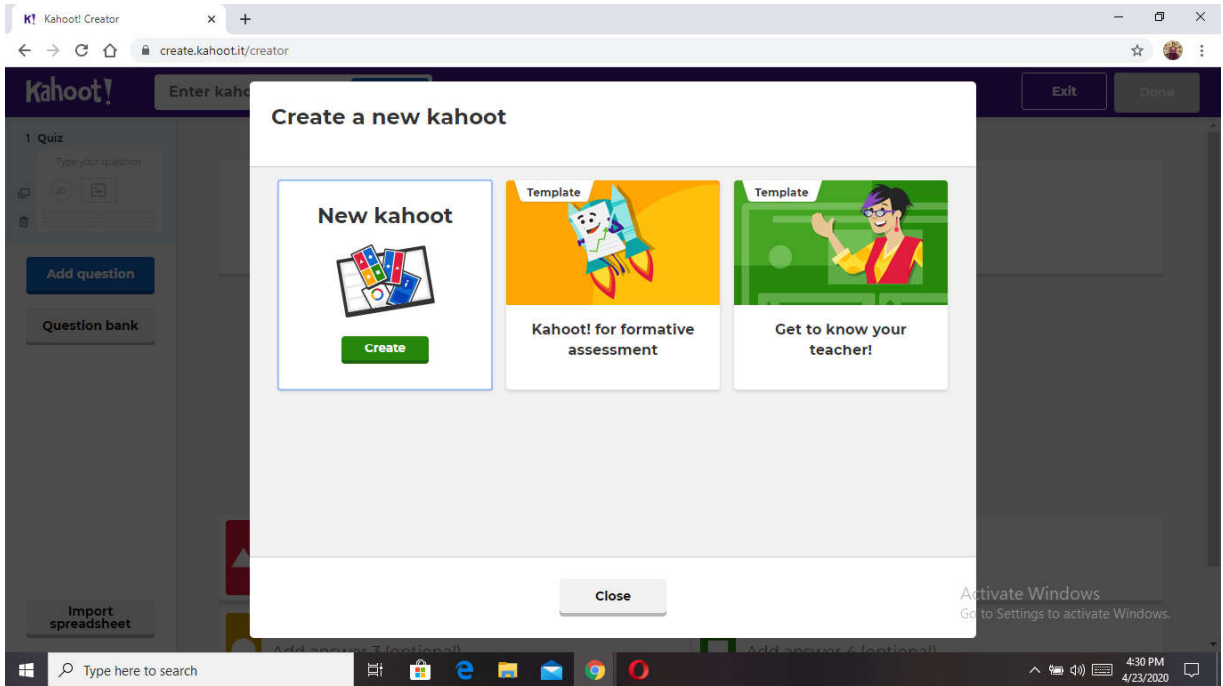 K! Kahoot! Creator
create.kahoot.it/creator
Kahoot!
Enter kaho
Exit
Done
1 Quiz
Type your question
20
Add question
Question bank
Import
spreadsheet
Create a new kahoot
New kahoot
Create
Template
Kahoot! for formative
assessment
Template
Get to know your
teacher!
Close
Add answer 3 (optional)
Add answer 4 (optional)
Activate Windows
Go to Settings to activate Windows.
Type here to search
4:30 PM
4/23/2020